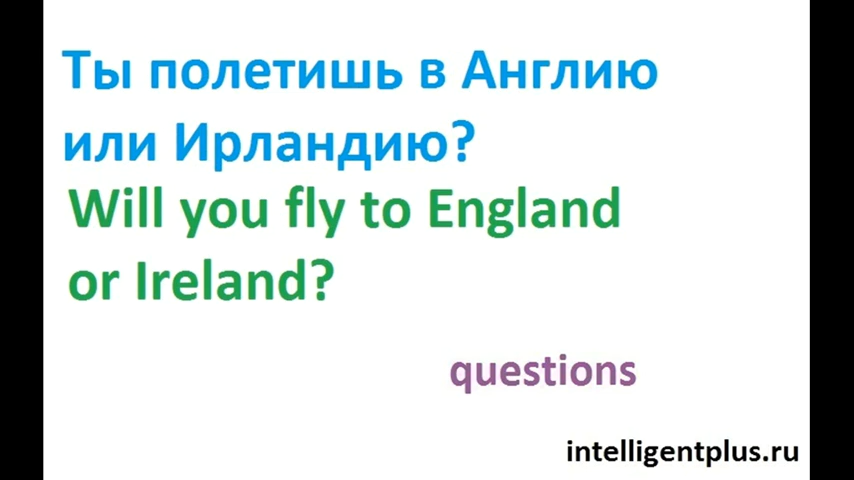 Ты полетишь в Англию
или Ирландию?
Will you fly to England
or Ireland?
questions
intelligentplus.ru